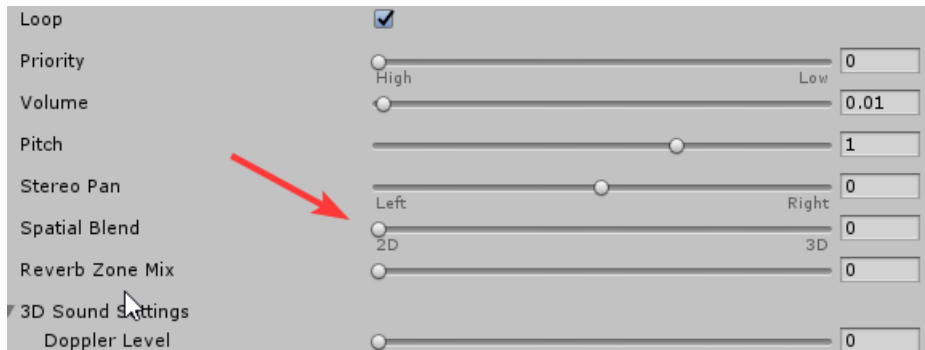 Loop
Priority 0
High Low
Volume 0.01
Pitch 1
Stereo Pan 0
Left Right
Spatial Blend 0
2D 3D
Reverb Zone Mix 0
3D Sound Settings
Doppler Level 0